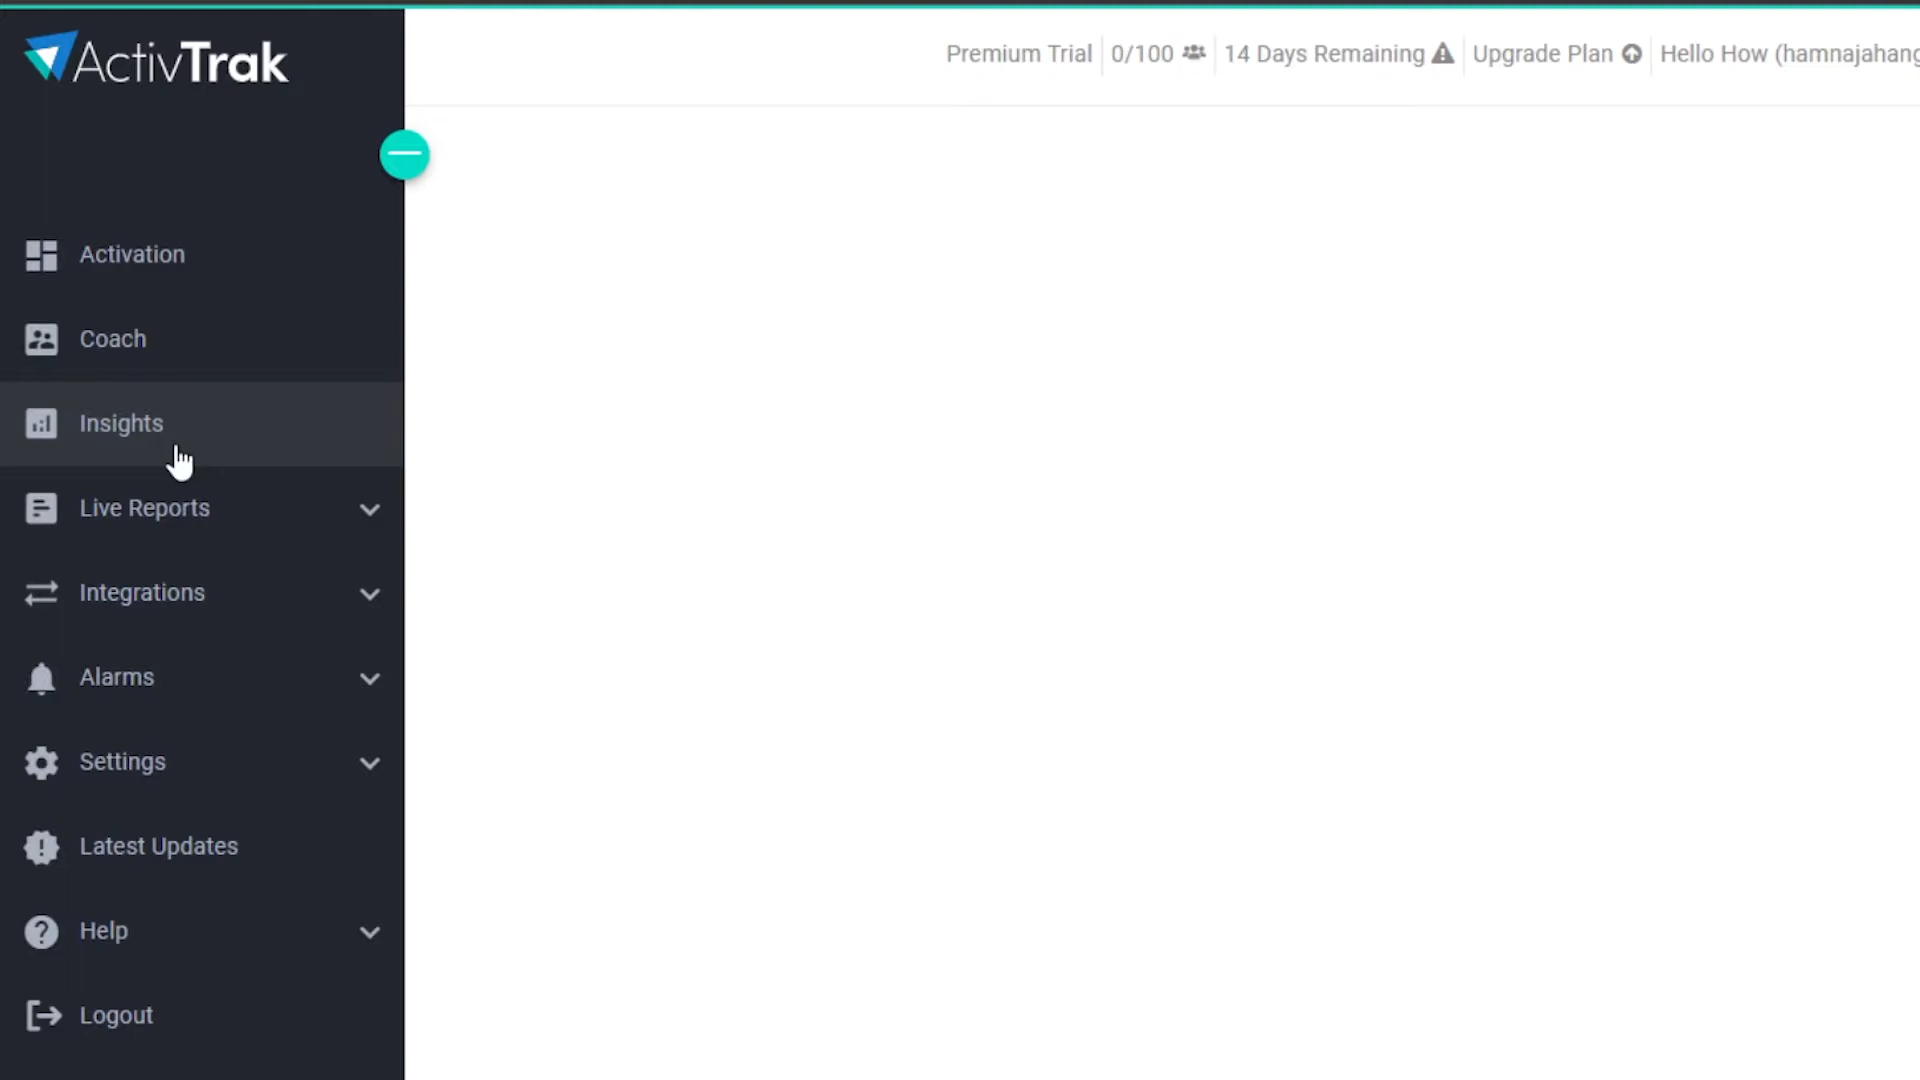 ActivTrak
Premium Trial 0/100 14 Days Remaining Upgrade Plan Hello How (hamnajahang
Activation
Coach
Insights
Live Reports
Integrations
Alarms
Settings
Latest Updates
Help
Logout